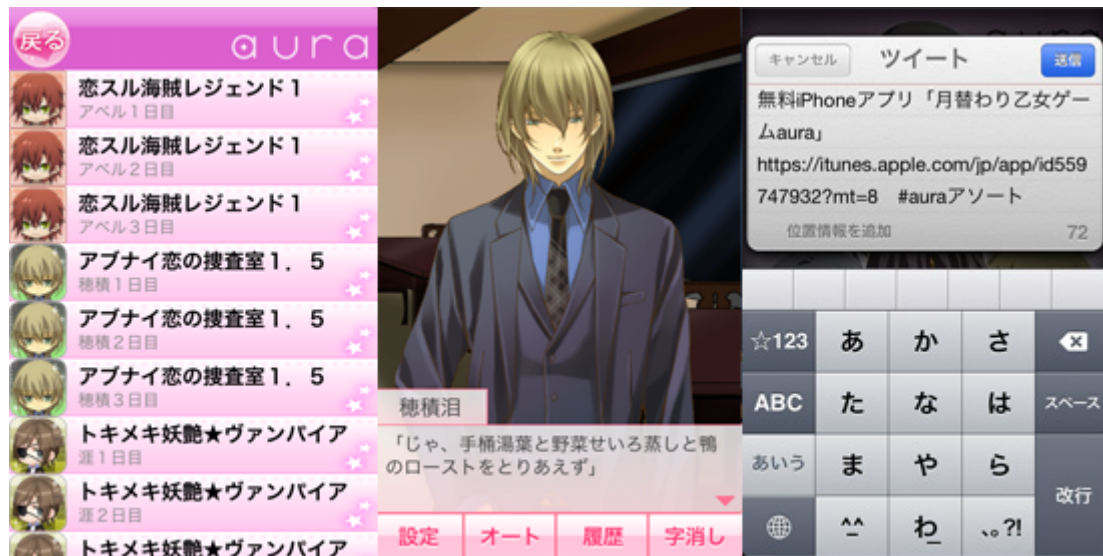 戻る
aura
恋スル海賊レジェンド1
アベル1日目
恋スル海賊レジェンド1
アベル2日目
恋スル海賊レジェンド1
アベル3日目
アブナイ恋の捜査室1．5
穂積1日目
アブナイ恋の捜査室1．5
穂積2日目
アブナイ恋の捜査室1．5
穂積3日目
トキメキ妖艶★ヴァンパイア
涯1日目
トキメキ妖艶★ヴァンパイア
涯2日目
トキメキ妖艶★ヴァンパイア
穂積泪
「じゃ、手桶湯葉と野菜せいろ蒸しと鴨
のローストをとりあえず」
設定 オート 履歴 字消し
キャンセル ツイート 送信
無料iPhoneアプリ「月替わり乙女ゲー
ムaura」
https://itunes.apple.com/jp/app/id559
747932?mt=8 #auraアソート
位置情報を追加 72
☆123 あ か さ
ABC た な は スペース
あいう ま や ら 改行
^^ わ 、。?!